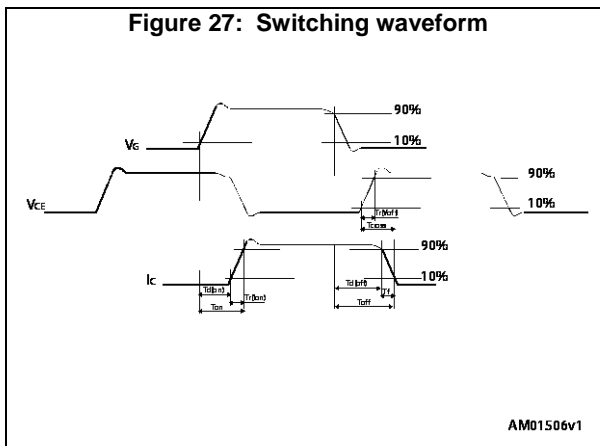 Figure 27: Switching waveform
90%
VG
10%
90%
VCE
10%
Tr(Voff)
Tcross
90%
IC
10%
Td(on)
Td(off)
Tf
Tr(Ion)
Ton
Toff
AM01506v1